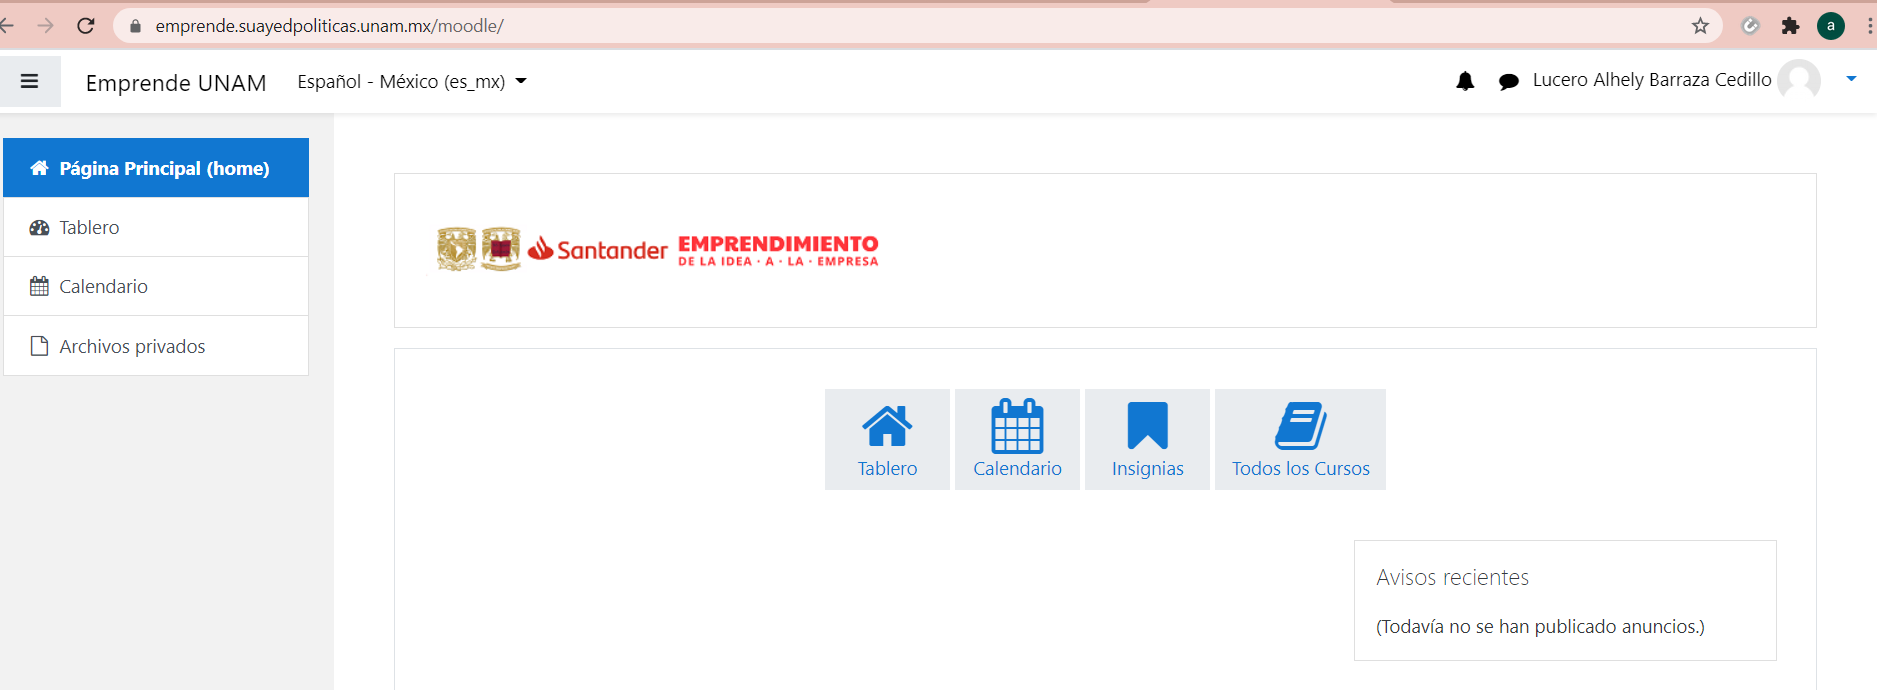 emprende.suayedpoliticas.unam.mx/moodle/
a
Emprende UNAM
Español - México (es_mx)
Lucero Alhely Barraza Cedillo
Página Principal (home)
Tablero
Calendario
Archivos privados
Santander
EMPRENDIMIENTO
DE LA IDEA · A · LA · EMPRESA
Tablero
Calendario
Insignias
Todos los Cursos
Avisos recientes
(Todavía no se han publicado anuncios.)